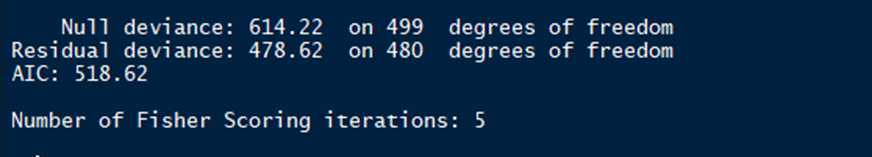 Null deviance: 614.22  on 499  degrees of freedom
Residual deviance: 478.62  on 480  degrees of freedom
AIC: 518.62
Number of Fisher Scoring iterations: 5